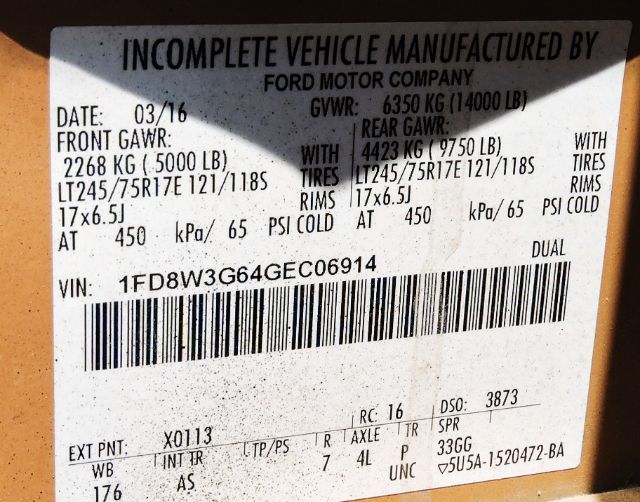 INCOMPLETE VEHICLE MANUFACTURED BY
FORD MOTOR COMPANY
DATE: 03/16 GVWR: 6350 KG (14000 LB)
FRONT GAWR: REAR GAWR:
2268 KG ( 5000 LB) WITH 4423 KG ( 9750 LB) WITH
LT245/75R17E 121/118S TIRES LT245/75R17E 121/118S TIRES
17x6.5J RIMS 17x6.5J RIMS
AT 450 kPa/ 65 PSI COLD AT 450 kPa/ 65 PSI COLD
DUAL
VIN: 1FD8W3G64GEC06914
EXT PNT: X0113 RC: 16 DSO: 3873
WB INT TR TP/PS R AXLE TR SPR
176 AS 7 4L P 33GG
UNC ▽5U5A-1520472-BA